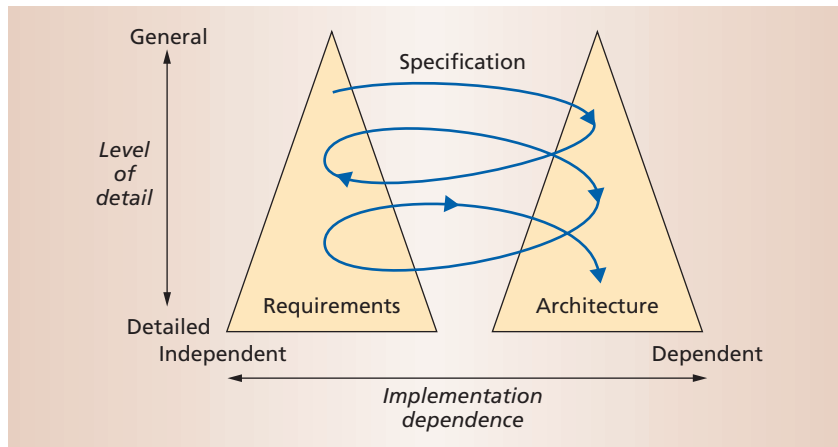 General
Specification
Level
of
detail
Requirements
Architecture
Detailed
Independent
Dependent
Implementation
dependence